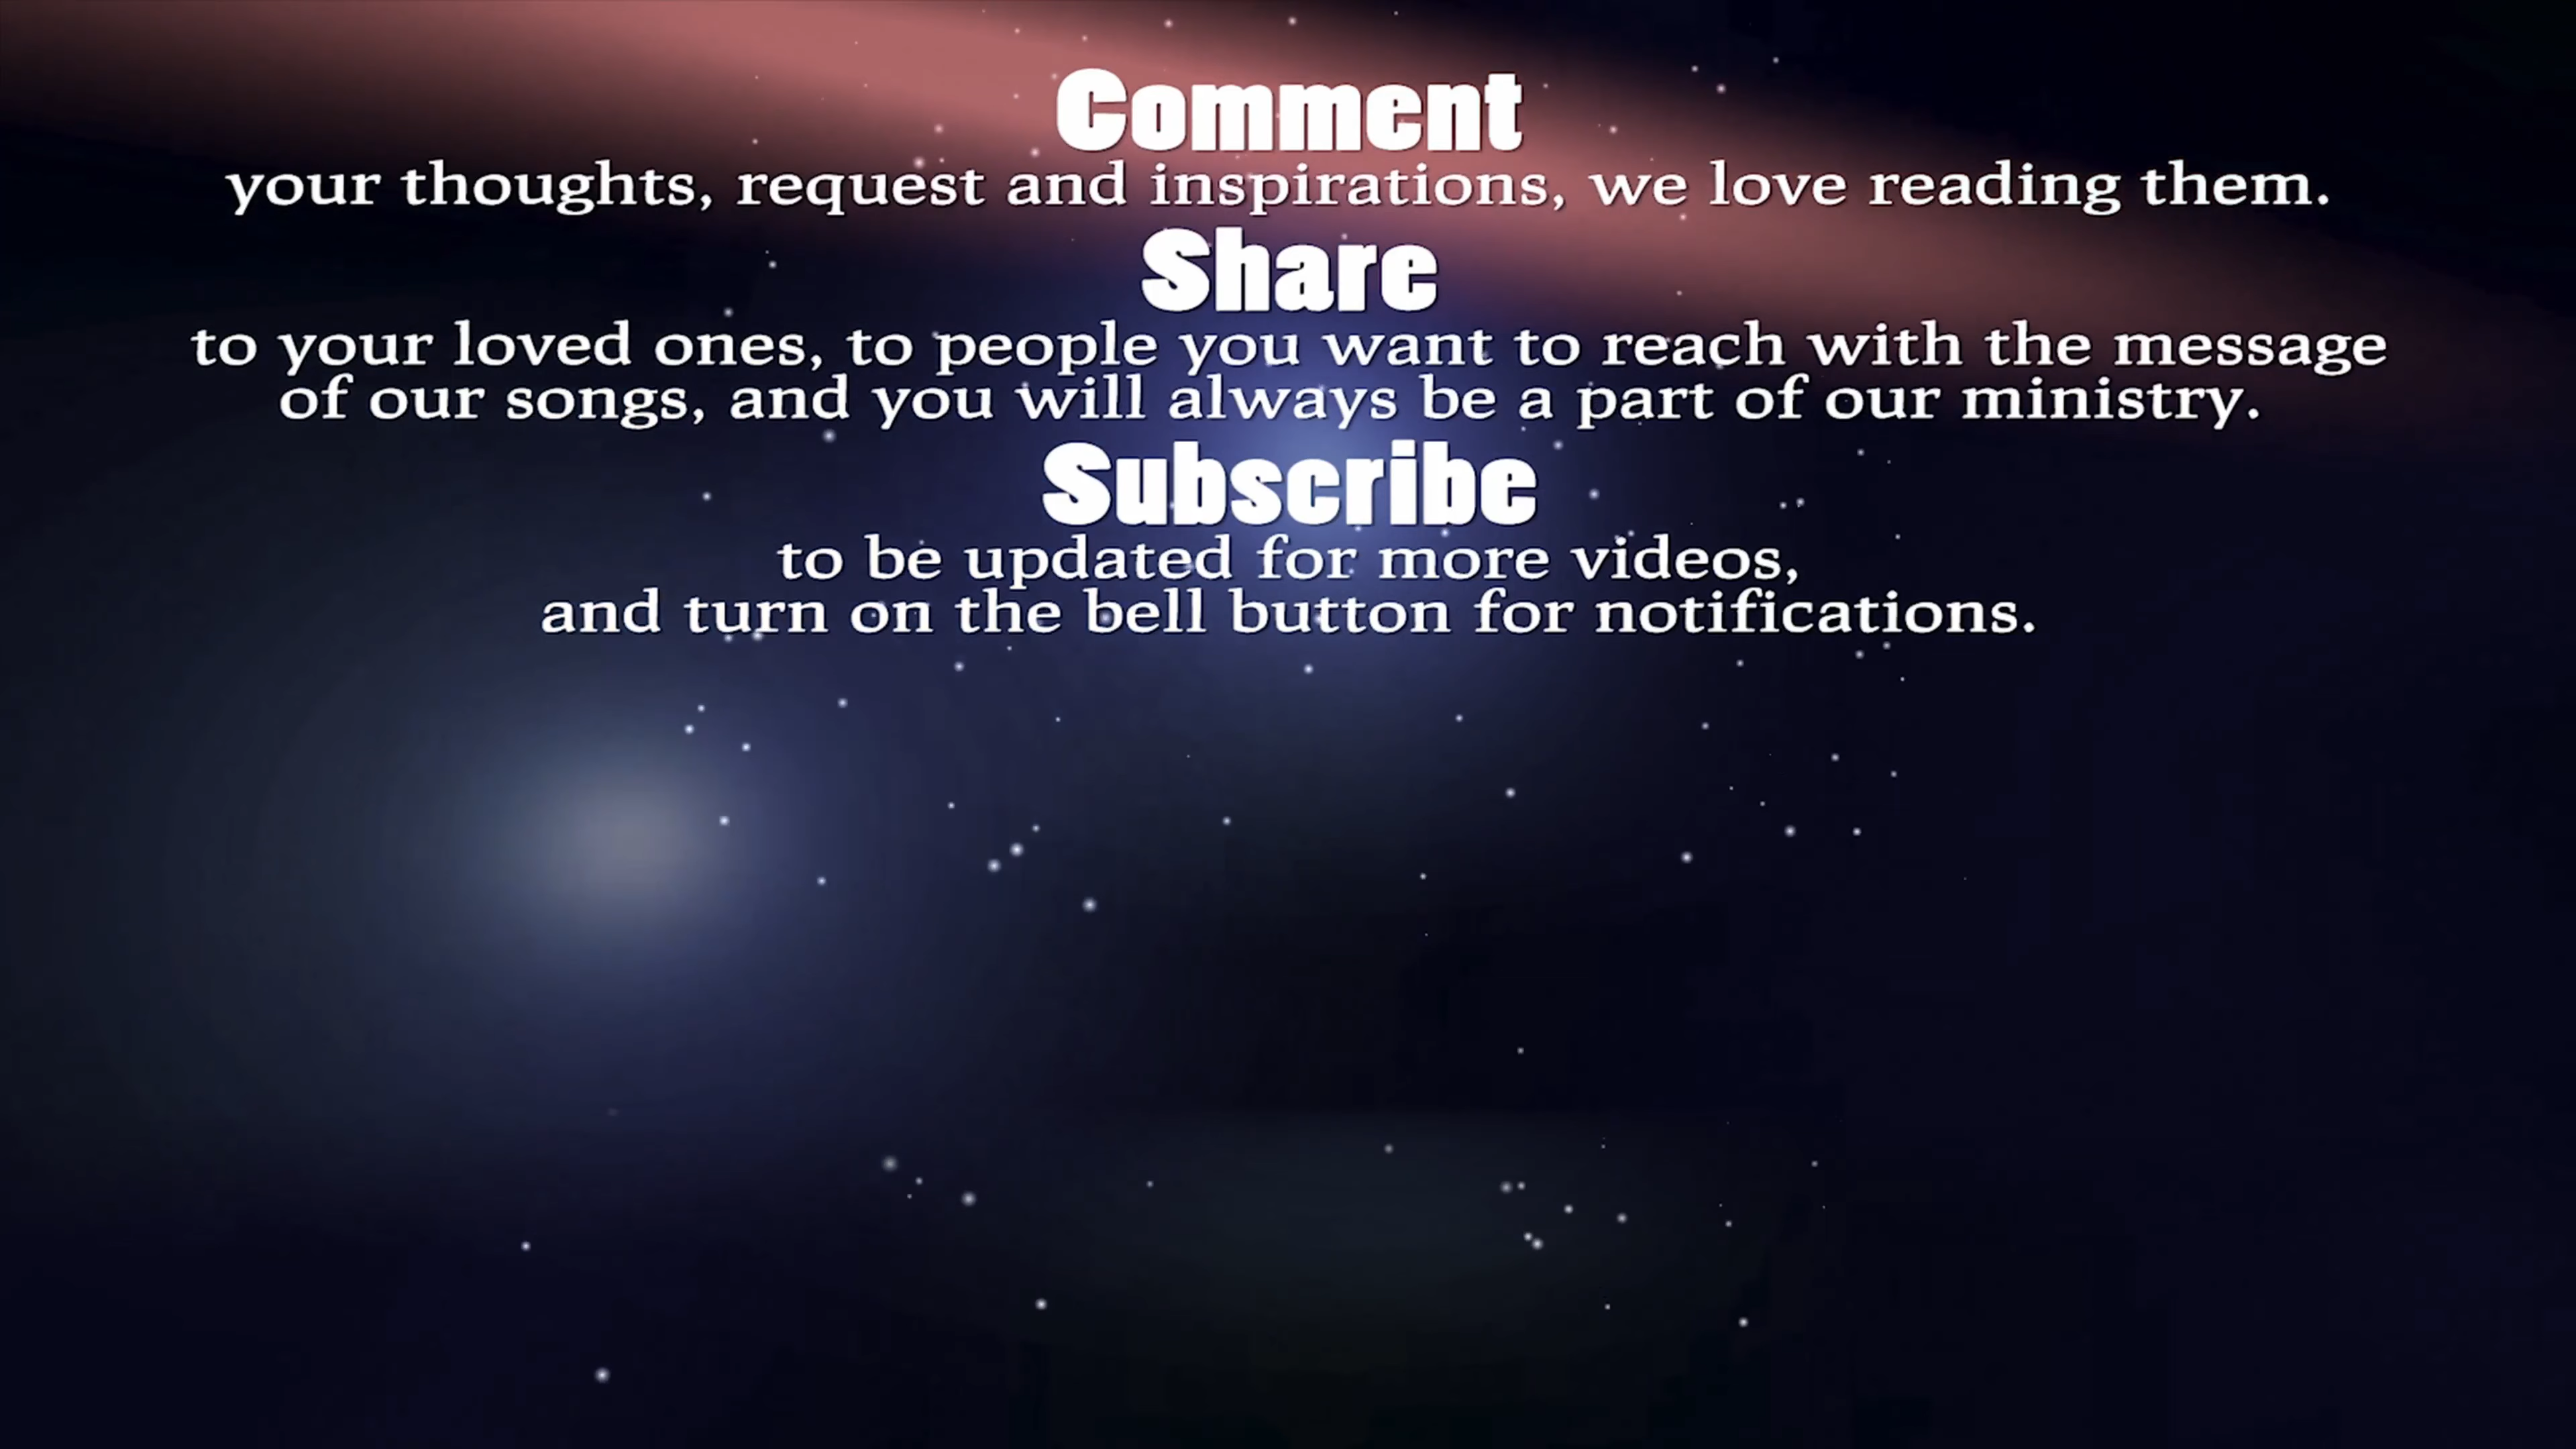 Comment
your thoughts, request and inspirations, we love reading them.
Share
to your loved ones, to people you want to reach with the message
of our songs, and you will always be a part of our ministry.
Subscribe
to be updated for more videos,
and turn on the bell button for notifications.